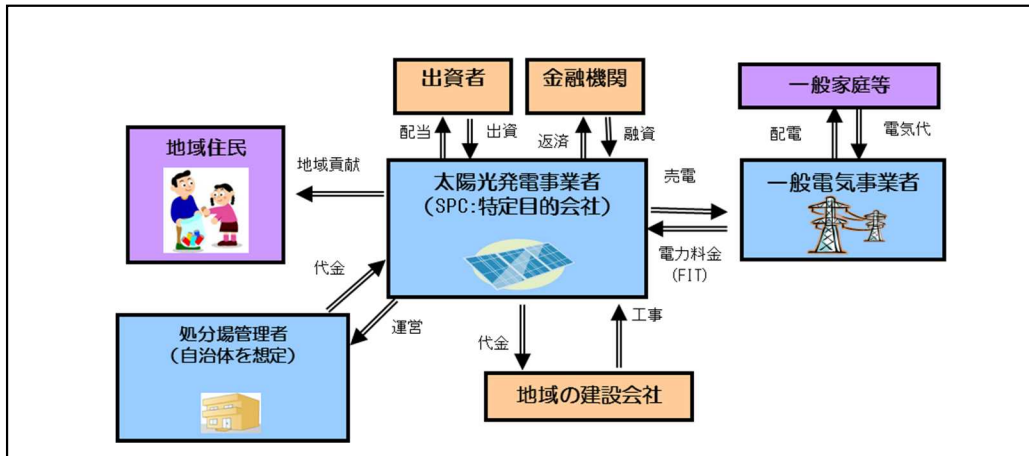 出資者
金融機関
一般家庭等
配当
出資
返済
融資
配電
電気代
地域住民
地域貢献
太陽光発電事業者
(SPC:特定目的会社)
売電
一般電気事業者
電力料金
(FIT)
代金
運営
処分場管理者
(自治体を想定)
代金
工事
地域の建設会社